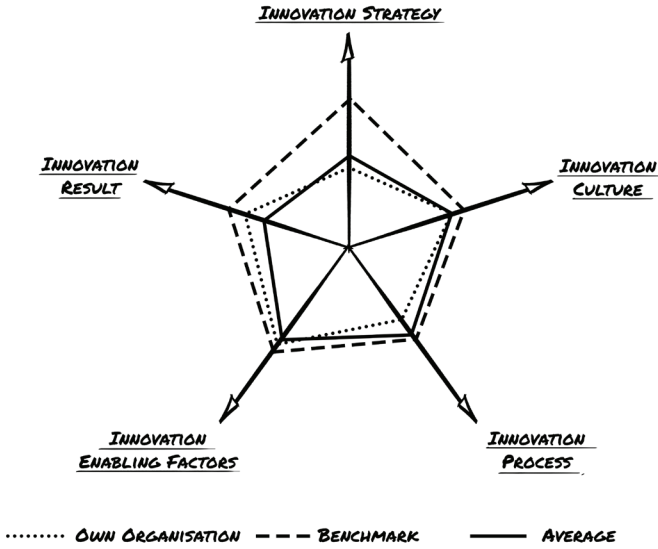 INNOVATION STRATEGY
INNOVATION
RESULT
INNOVATION
CULTURE
INNOVATION
ENABLING FACTORS
INNOVATION
PROCESS
OWN ORGANISATION
BENCHMARK
AVERAGE